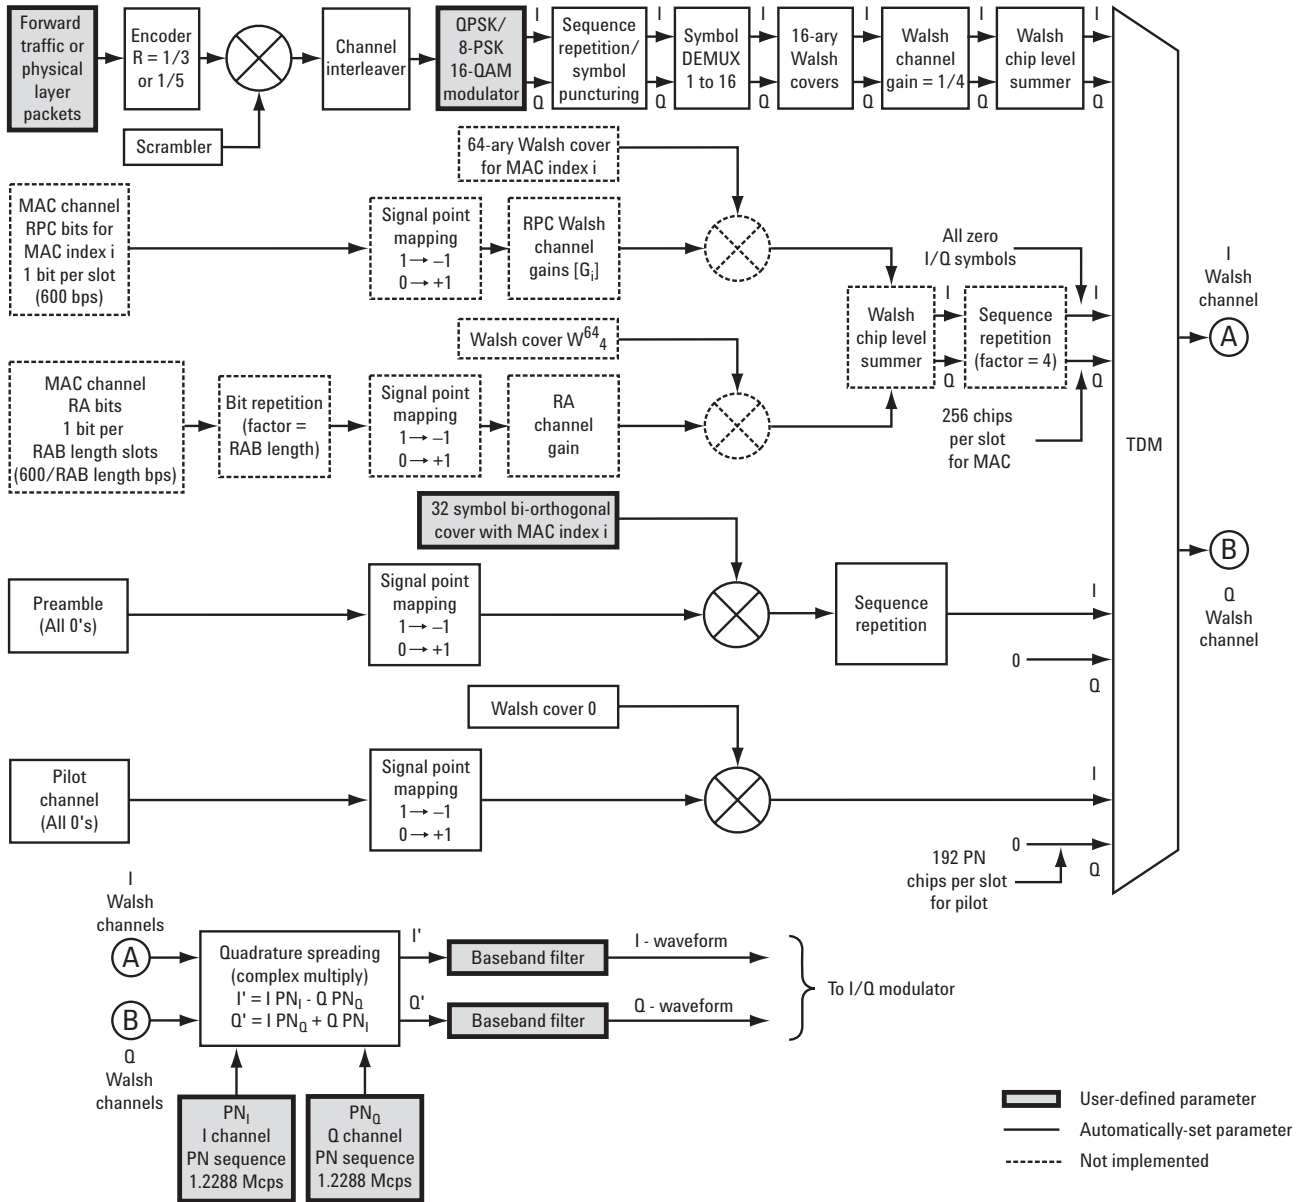 Forward
traffic or
physical
layer
packets
Encoder
R = 1/3
or 1/5
Scrambler
Channel
interleaver
QPSK/
8-PSK
16-QAM
modulator
I
Q
Sequence
repetition/
symbol
puncturing
I
Q
Symbol
DEMUX
1 to 16
I
Q
16-ary
Walsh
covers
I
Q
Walsh
channel
gain = 1/4
I
Q
Walsh
chip level
summer
I
Q
64-ary Walsh cover
for MAC index i
MAC channel
RPC bits for
MAC index i
1 bit per slot
(600 bps)
Signal point
mapping
1→ –1
0→ +1
RPC Walsh
channel
gains [Gi]
All zero
I/Q symbols
Walsh
chip level
summer
I
Q
Sequence
repetition
(factor = 4)
I
Q
Walsh cover W⁶⁴₄
MAC channel
RA bits
1 bit per
RAB length slots
(600/RAB length bps)
Bit repetition
(factor =
RAB length)
Signal point
mapping
1→ –1
0→ +1
RA
channel
gain
256 chips
per slot
for MAC
TDM
I
Walsh
channel
A
B
Q
Walsh
channel
32 symbol bi-orthogonal
cover with MAC index i
Preamble
(All 0's)
Signal point
mapping
1→ –1
0→ +1
Sequence
repetition
I
0
Q
Walsh cover 0
Pilot
channel
(All 0's)
Signal point
mapping
1→ –1
0→ +1
I
0
Q
192 PN
chips per slot
for pilot
I
Walsh
channels
A
B
Q
Walsh
channels
Quadrature spreading
(complex multiply)
I' = I PNI - Q PNQ
Q' = I PNQ + Q PNI
I'
Q'
Baseband filter
Baseband filter
I - waveform
Q - waveform
To I/Q modulator
PNI
I channel
PN sequence
1.2288 Mcps
PNQ
Q channel
PN sequence
1.2288 Mcps
User-defined parameter
Automatically-set parameter
Not implemented